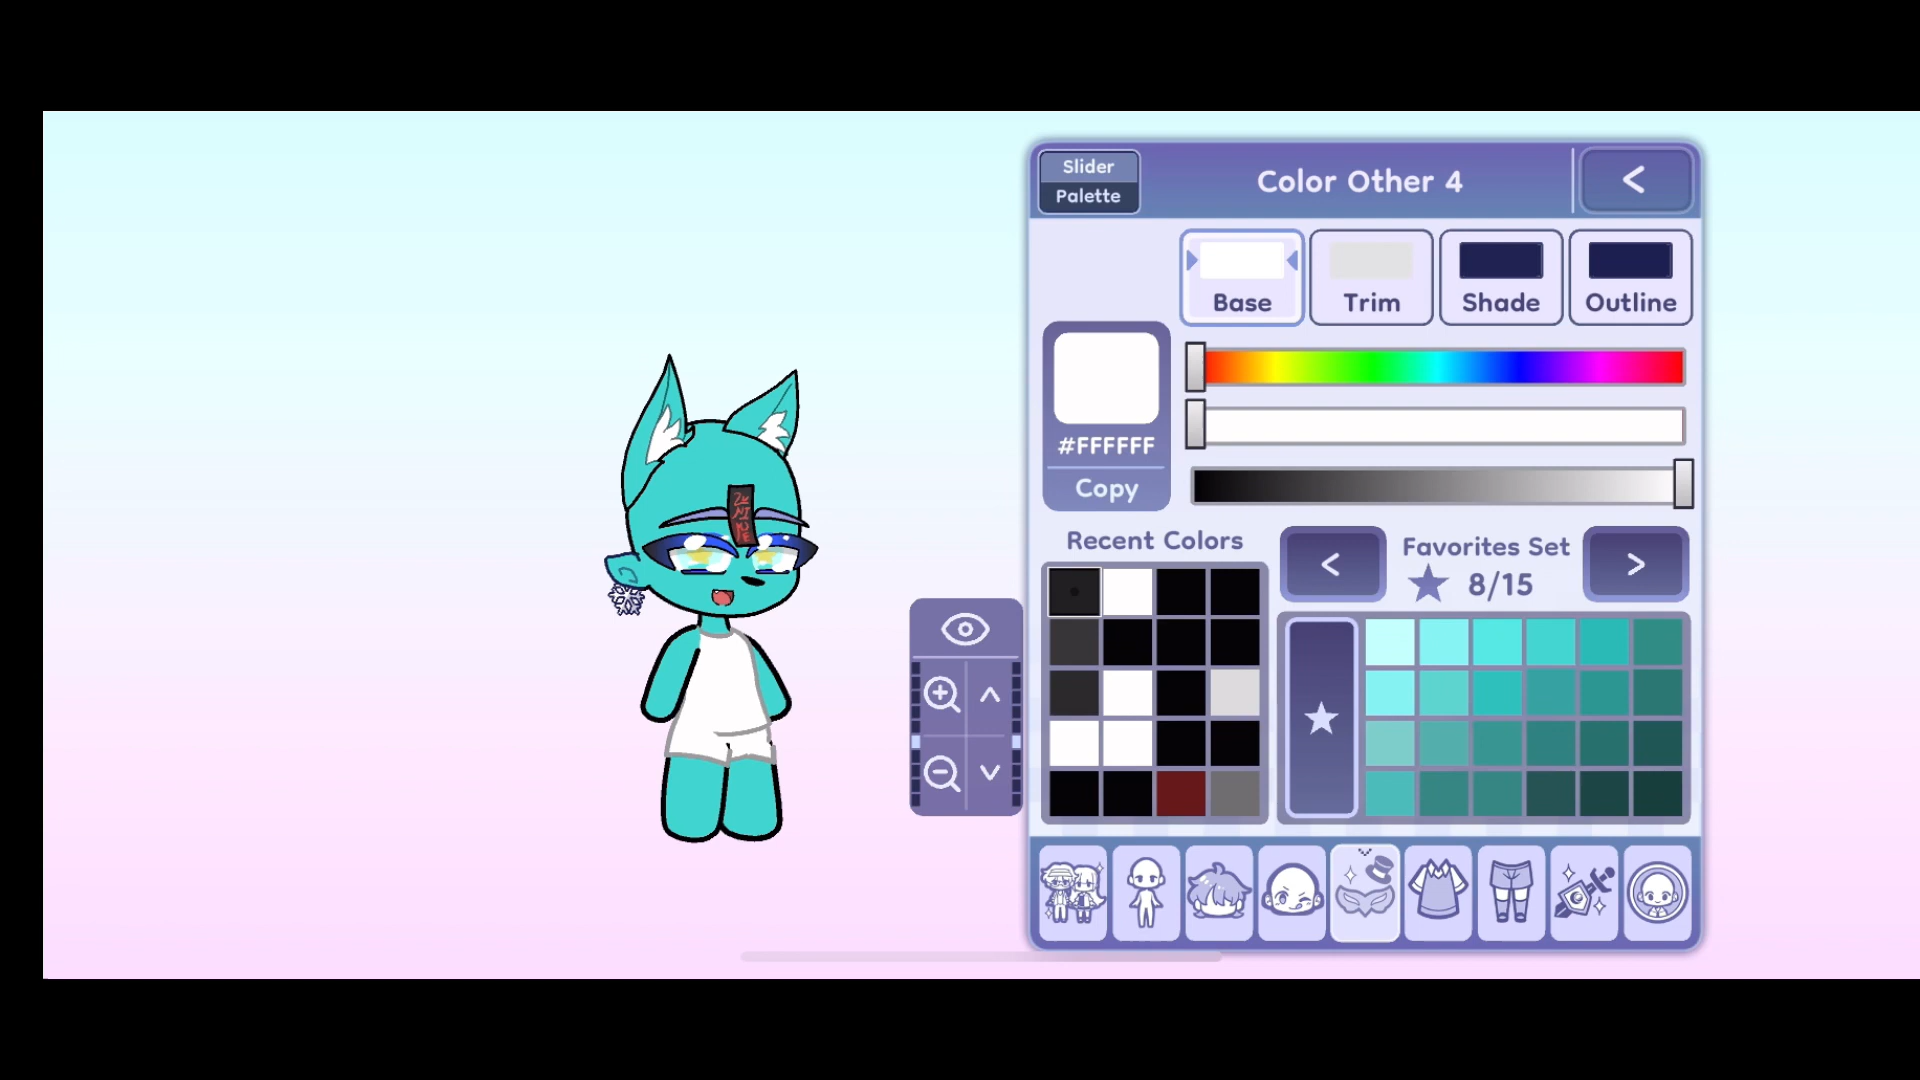 Slider
Palette
Color Other 4
<
Base
Trim
Shade
Outline
#FFFFFF
Copy
Recent Colors
<
Favorites Set
8/15
>